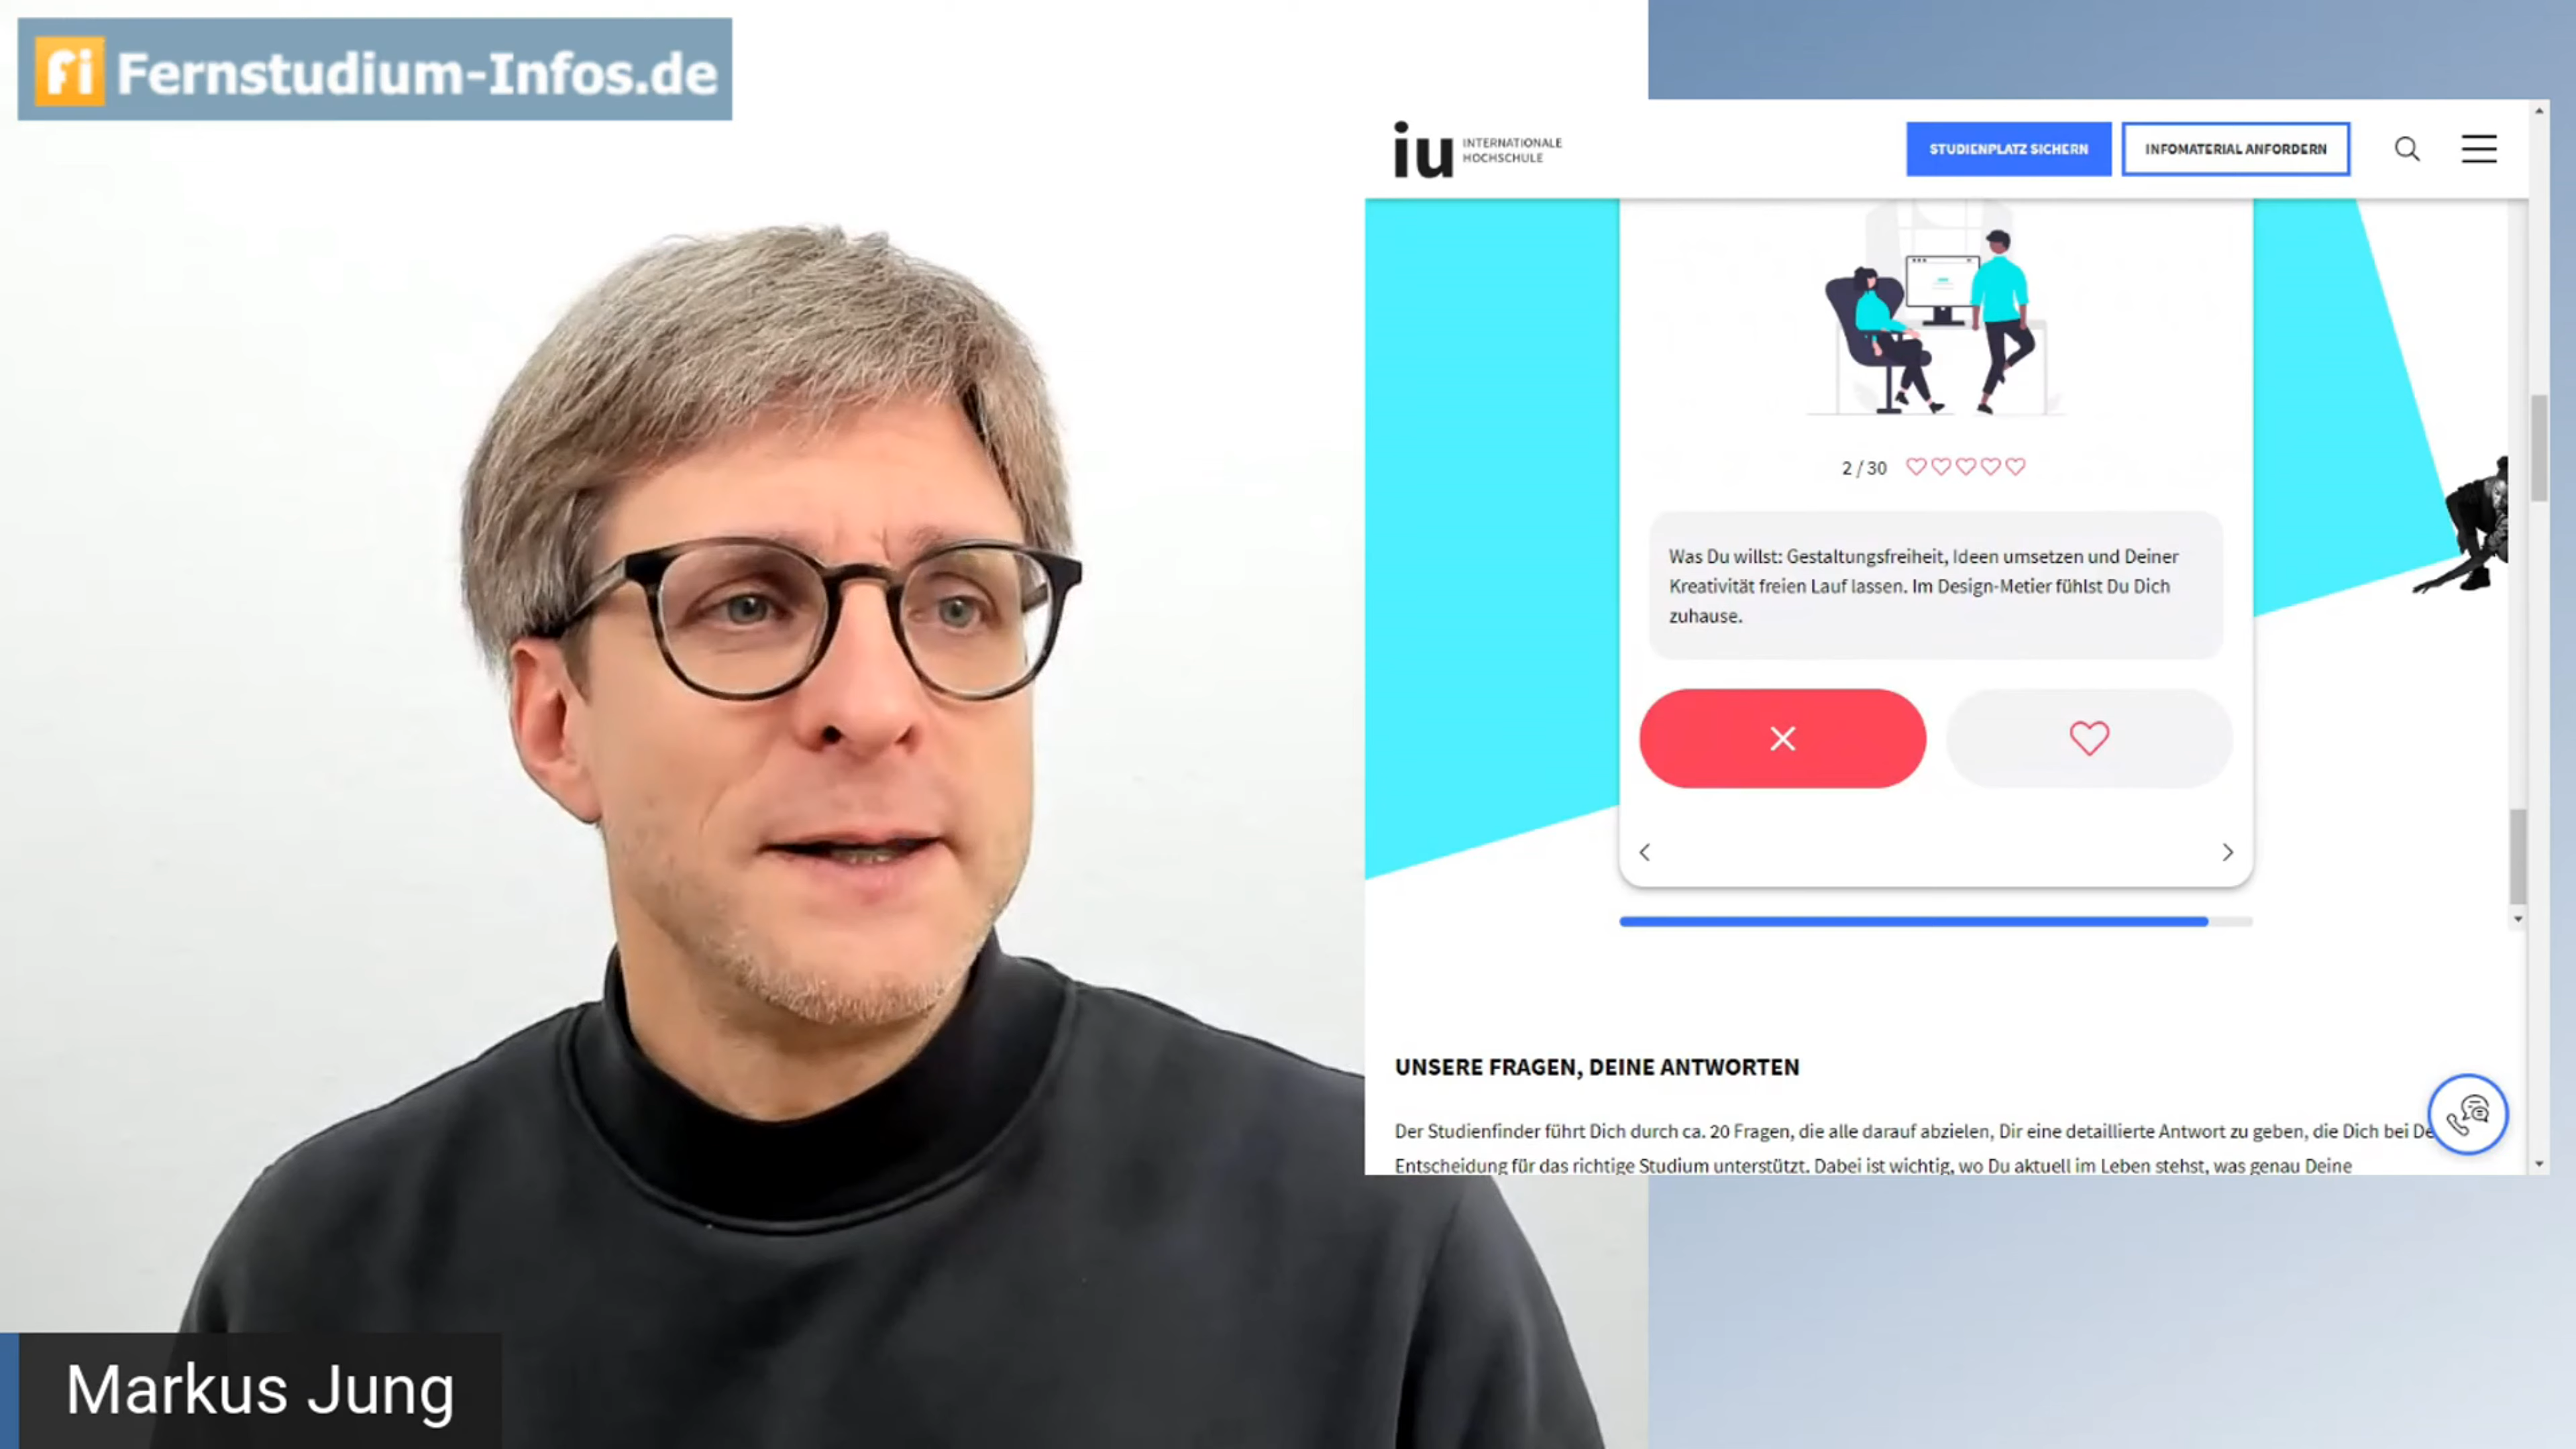 fi Fernstudium-Infos.de
iu INTERNATIONALE
HOCHSCHULE
STUDIENPLATZ SICHERN
INFOMATERIAL ANFORDERN
2 / 30
Was Du willst: Gestaltungsfreiheit, Ideen umsetzen und Deiner
Kreativität freien Lauf lassen. Im Design-Metier fühlst Du Dich
zuhause.
UNSERE FRAGEN, DEINE ANTWORTEN
Der Studienfinder führt Dich durch ca. 20 Fragen, die alle darauf abzielen, Dir eine detaillierte Antwort zu geben, die Dich bei De
Entscheidung für das richtige Studium unterstützt. Dabei ist wichtig, wo Du aktuell im Leben stehst, was genau Deine
Markus Jung